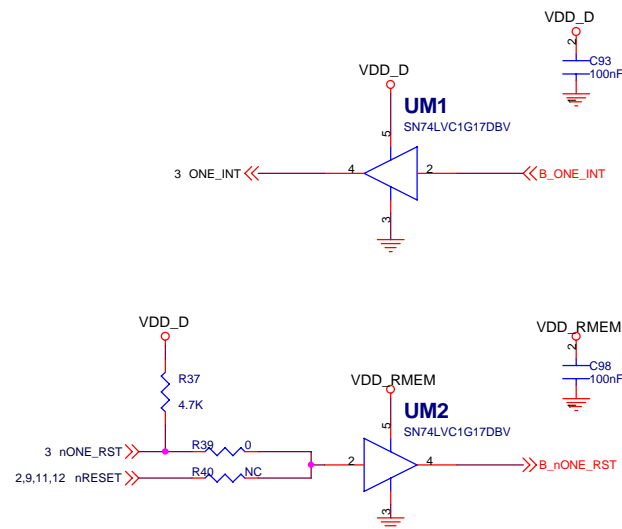 VDD_D
2
C93
100nF
1
VDD_D
UM1
SN74LVC1G17DBV
5
3 ONE_INT
4
2
B_ONE_INT
3
VDD_D
VDD_RMEM
2
C98
100nF
1
R37
4.7K
VDD_RMEM
UM2
SN74LVC1G17DBV
5
3 nONE_RST
R39
0
2
4
B_nONE_RST
2,9,11,12 nRESET
R40
NC
3